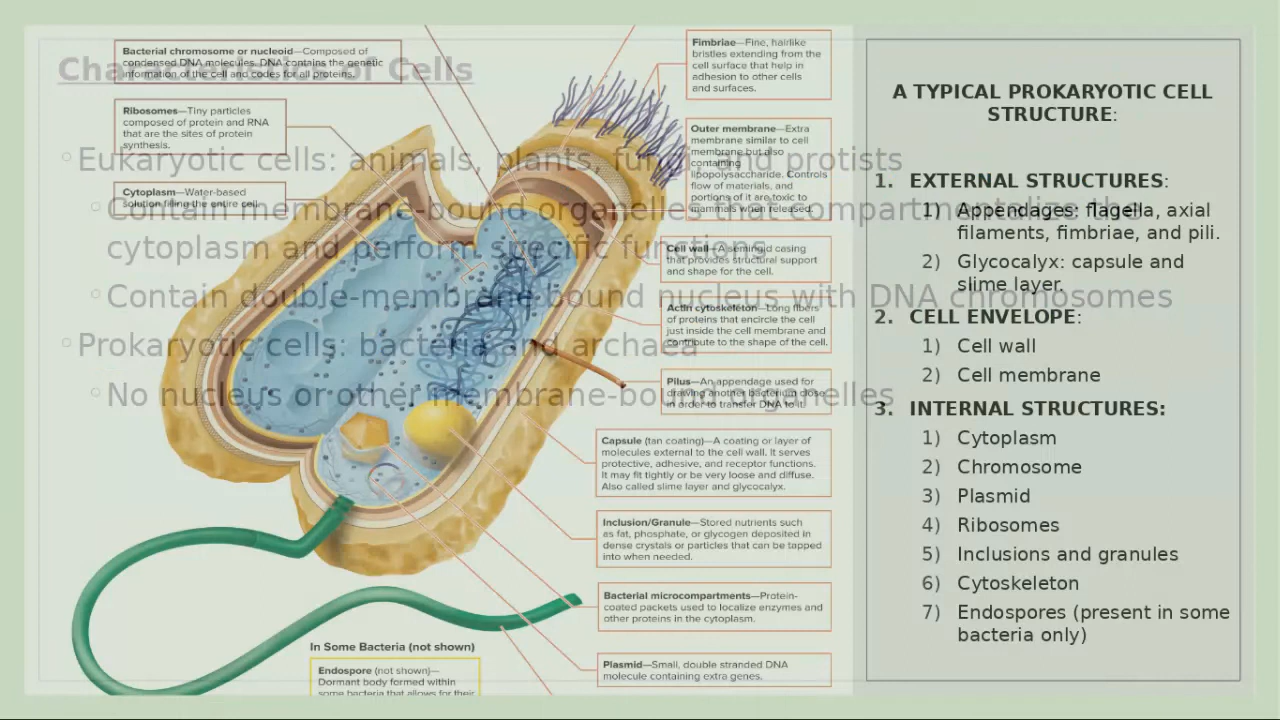 Characteristics of Cells
Eukaryotic cells: animals, plants, fungi, and protists
Contain membrane-bound organelles that compartmentalize the
cytoplasm and perform specific functions
Contain double-membrane bound nucleus with DNA chromosomes
Prokaryotic cells: bacteria and archaea
No nucleus or other membrane-bound organelles
Bacterial chromosome or nucleoid—Composed of
condensed DNA molecules. DNA contains the genetic
information of the cell and codes for all proteins.
Ribosomes—Tiny particles
composed of protein and RNA
that are the sites of protein
synthesis.
Cytoplasm—Water-based
solution filling the entire cell.
Fimbriae—Fine, hairlike
bristles extending from the
cell surface that help in
adhesion to other cells
and surfaces.
Outer membrane—Extra
membrane similar to cell
membrane but also
containing
lipopolysaccharide. Controls
flow of materials, and
portions of it are toxic to
mammals when released.
Cell wall—A semirigid casing
that provides structural support
and shape for the cell.
Actin cytoskeleton—Long fibers
of proteins that encircle the cell
just inside the cell membrane and
contribute to the shape of the cell.
Pilus—An appendage used for
drawing another bacterium close
in order to transfer DNA to it.
Capsule (tan coating)—A coating or layer of
molecules external to the cell wall. It serves
protective, adhesive, and receptor functions.
It may fit tightly or be very loose and diffuse.
Also called slime layer and glycocalyx.
Inclusion/Granule—Stored nutrients such
as fat, phosphate, or glycogen deposited in
dense crystals or particles that can be tapped
into when needed.
Bacterial microcompartments—Protein-
coated packets used to localize enzymes and
other proteins in the cytoplasm.
Plasmid—Small, double stranded DNA
molecule containing extra genes.
In Some Bacteria (not shown)
Endospore (not shown)—
Dormant body formed within
some bacteria that allows for their
A TYPICAL PROKARYOTIC CELL
STRUCTURE:
1. EXTERNAL STRUCTURES:
1) Appendages: flagella, axial
filaments, fimbriae, and pili.
2) Glycocalyx: capsule and
slime layer.
2. CELL ENVELOPE:
1) Cell wall
2) Cell membrane
3. INTERNAL STRUCTURES:
1) Cytoplasm
2) Chromosome
3) Plasmid
4) Ribosomes
5) Inclusions and granules
6) Cytoskeleton
7) Endospores (present in some
bacteria only)